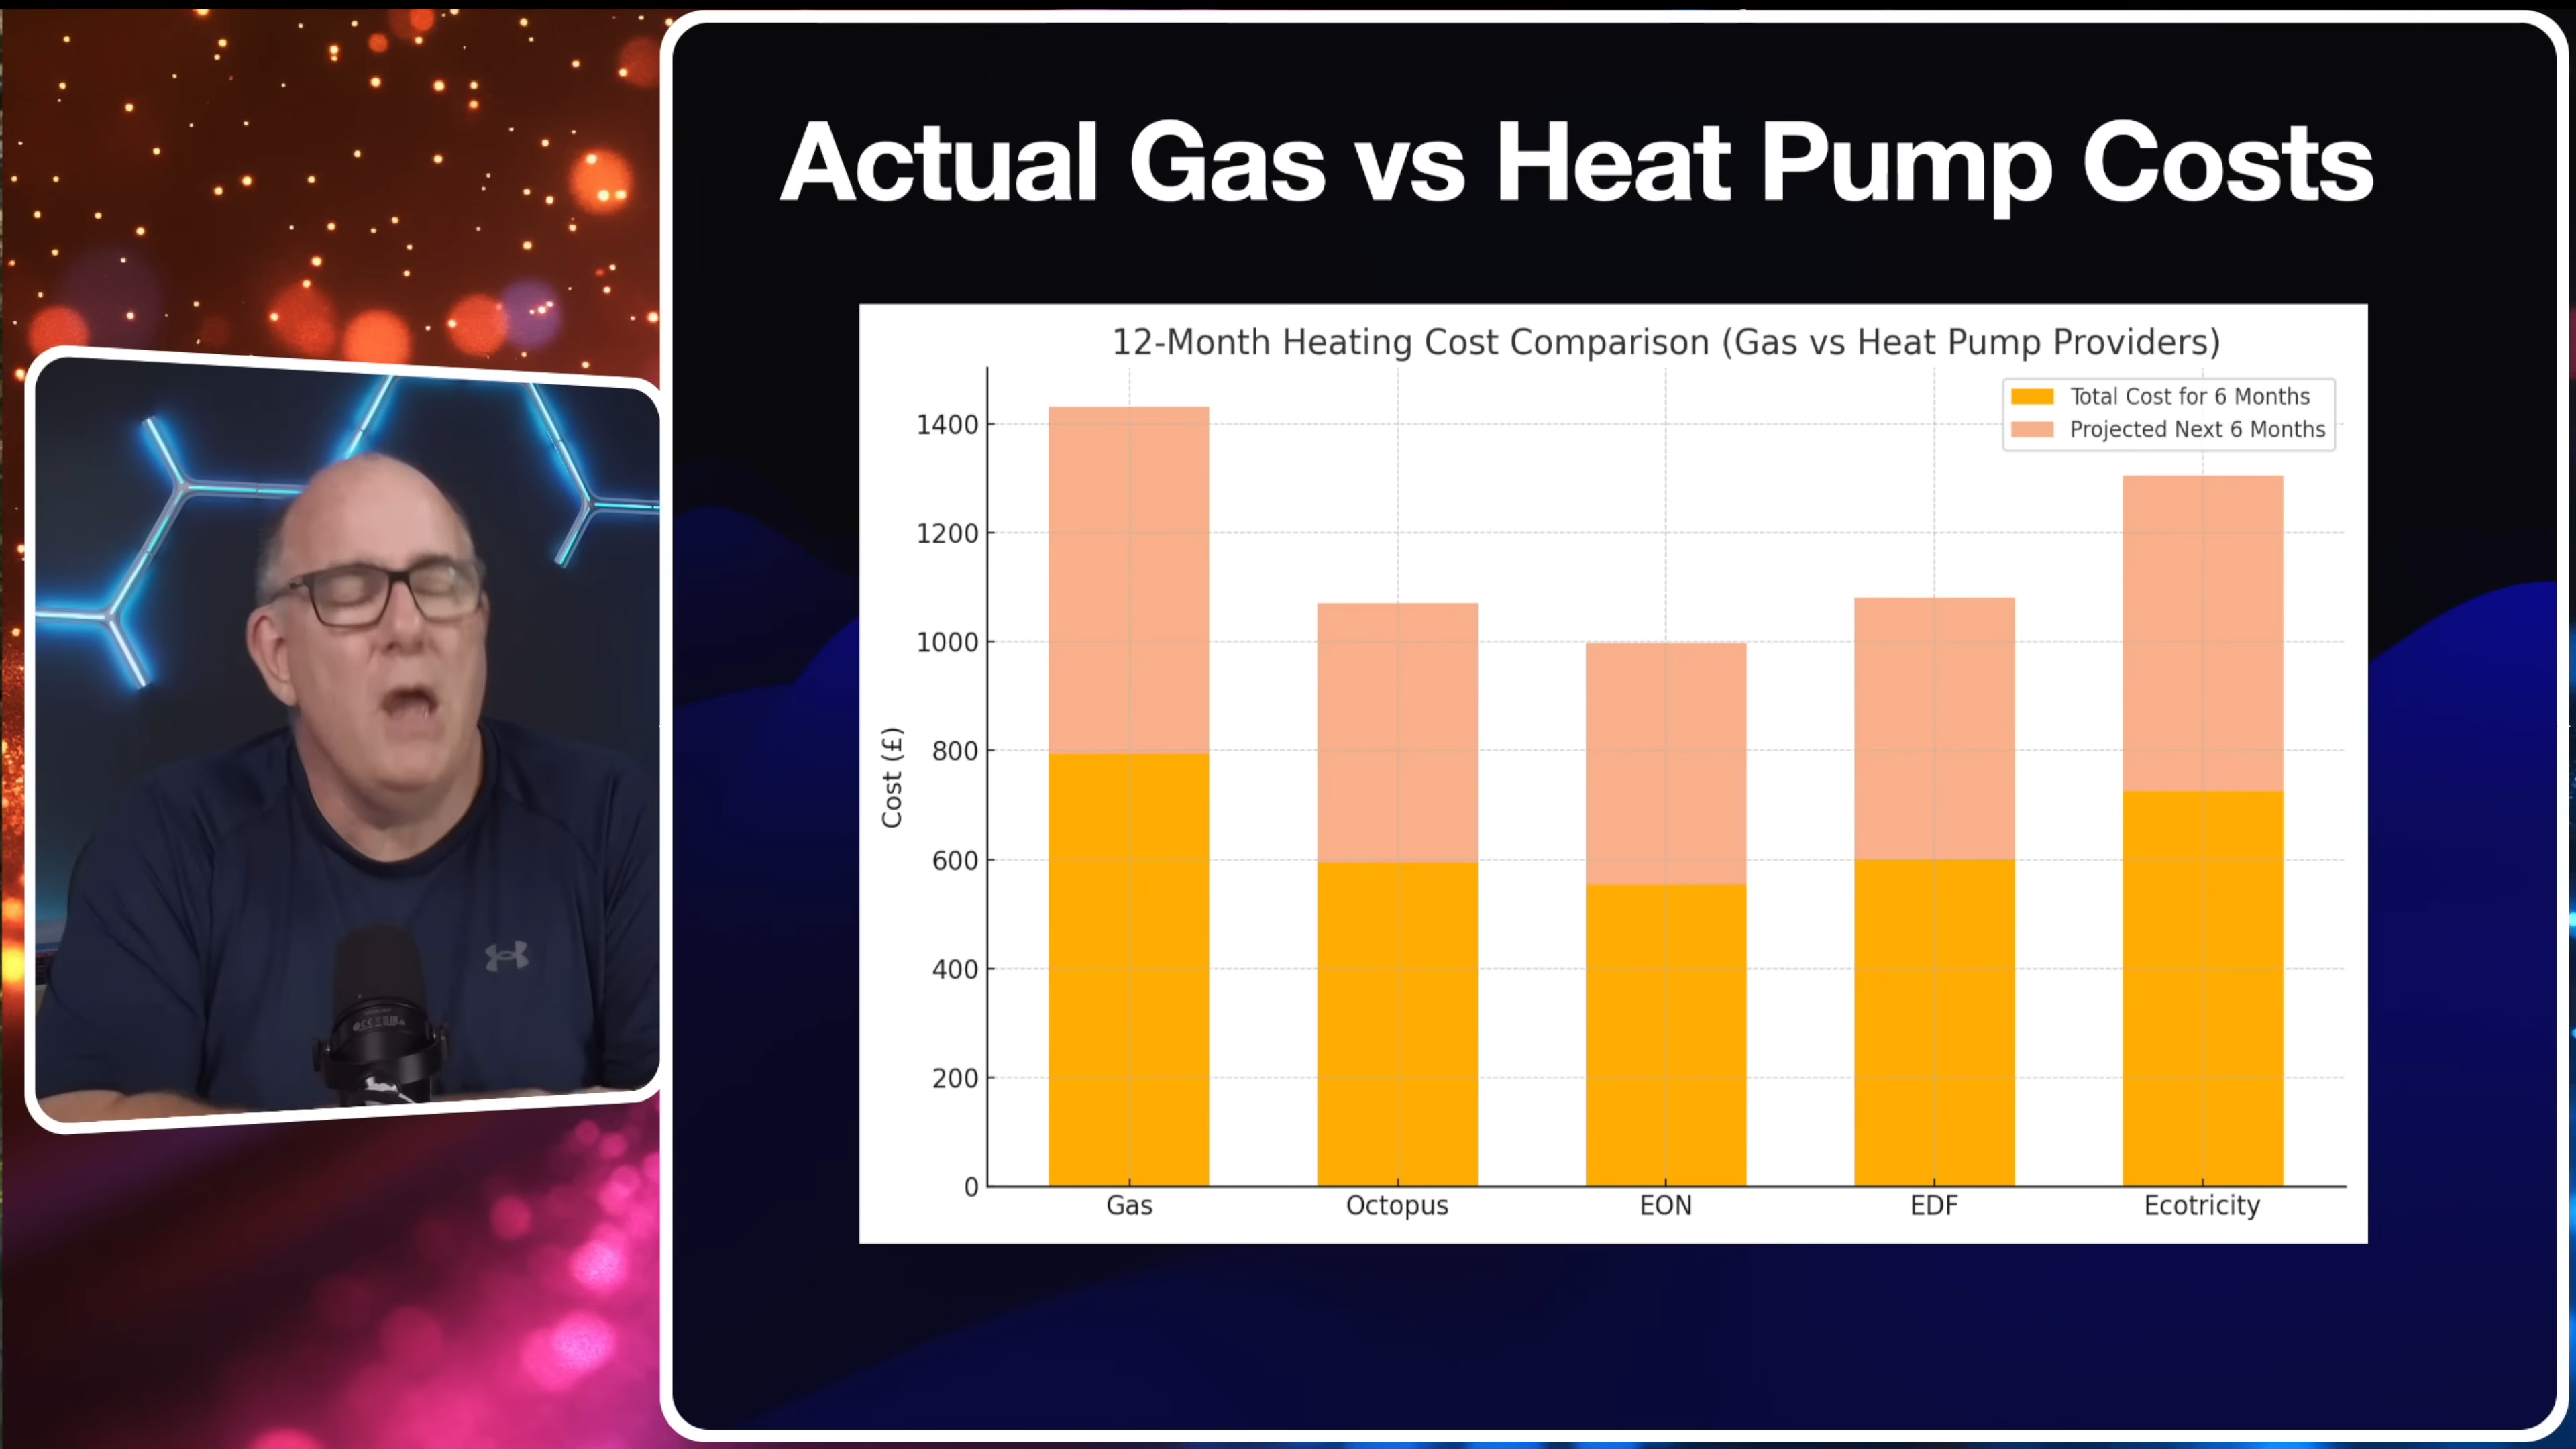 Actual Gas vs Heat Pump Costs
12-Month Heating Cost Comparison (Gas vs Heat Pump Providers)
Total Cost for 6 Months
Projected Next 6 Months
Cost (£)
1400
1200
1000
800
600
400
200
0
Gas Octopus EON EDF Ecotricity